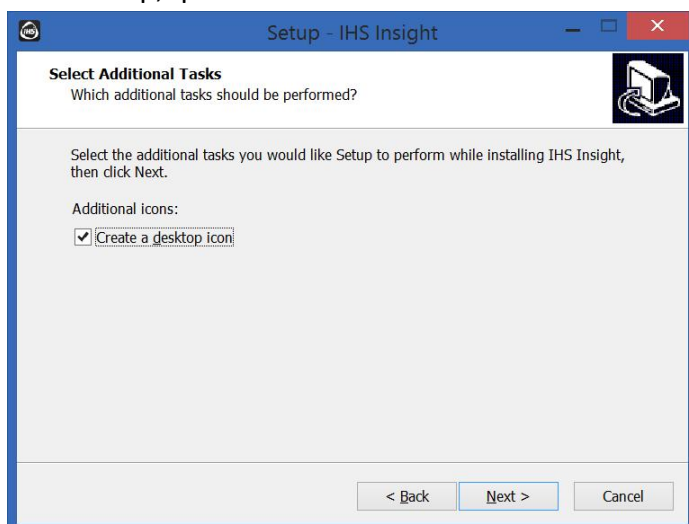 IHS
Setup - IHS Insight
Select Additional Tasks
Which additional tasks should be performed?
Select the additional tasks you would like Setup to perform while installing IHS Insight,
then click Next.
Additional icons:
Create a desktop icon
< Back Next > Cancel